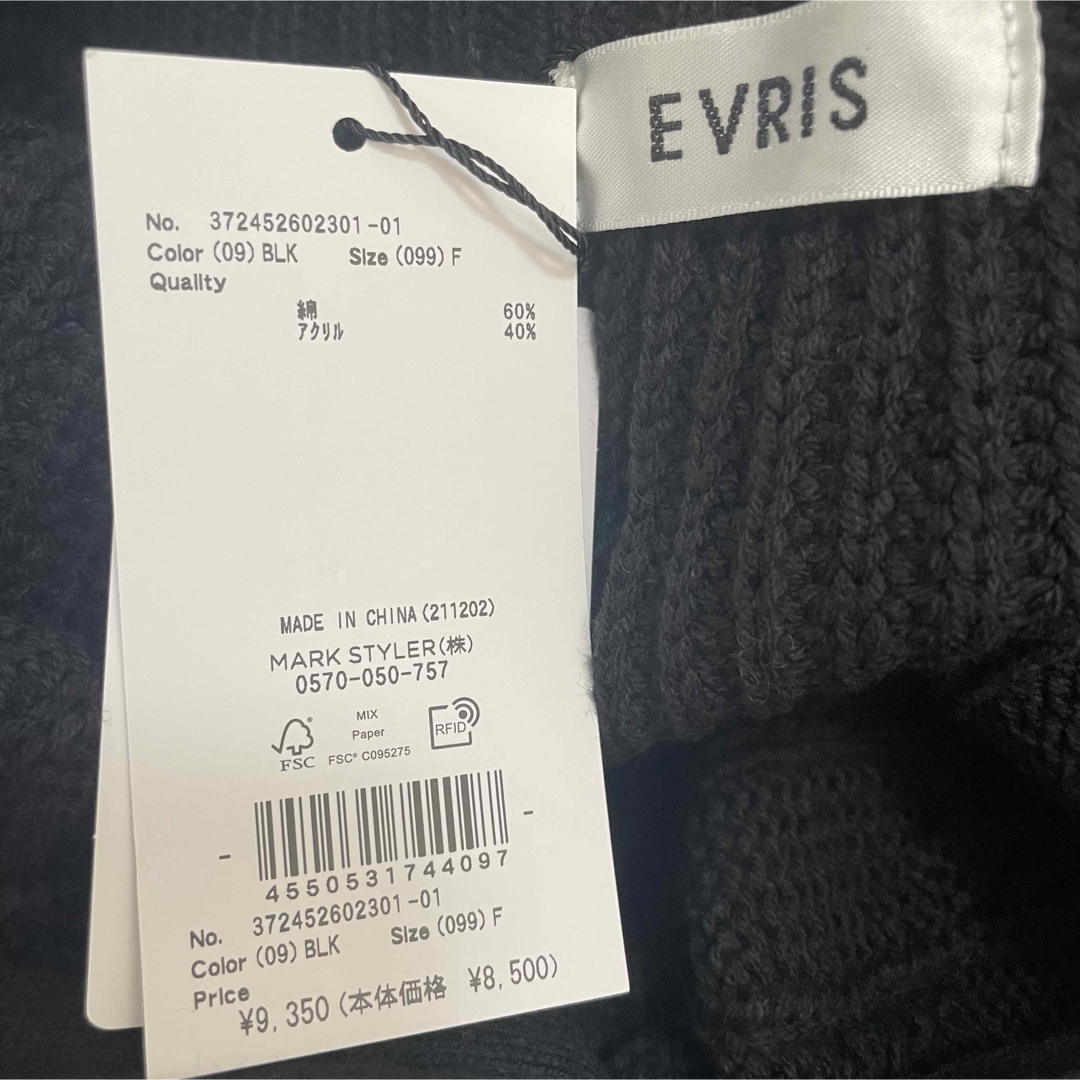 EVRIS
No. 372452602301-01
Color (09) BLK Size (099) F
Quality
綿 60%
アクリル 40%
MADE IN CHINA (211202)
MARK STYLER(株)
0570-050-757
MIX
Paper
FSC FSC® C095275
RFID
4550531744097
No. 372452602301-01
Color (09) BLK Size (099) F
Price
¥9,350 (本体価格 ¥8,500)